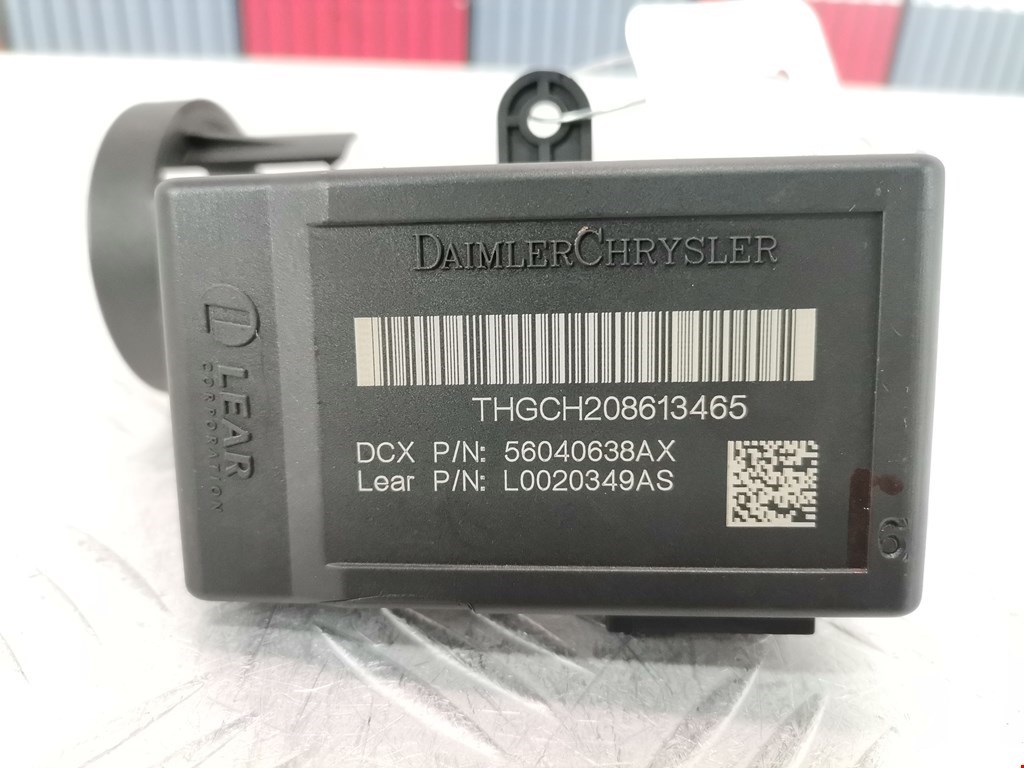 DAIMLERCHRYSLER
THGCH208613465
DCX P/N: 56040638AX
Lear P/N: L0020349AS
LEAR
CORPORATION
6